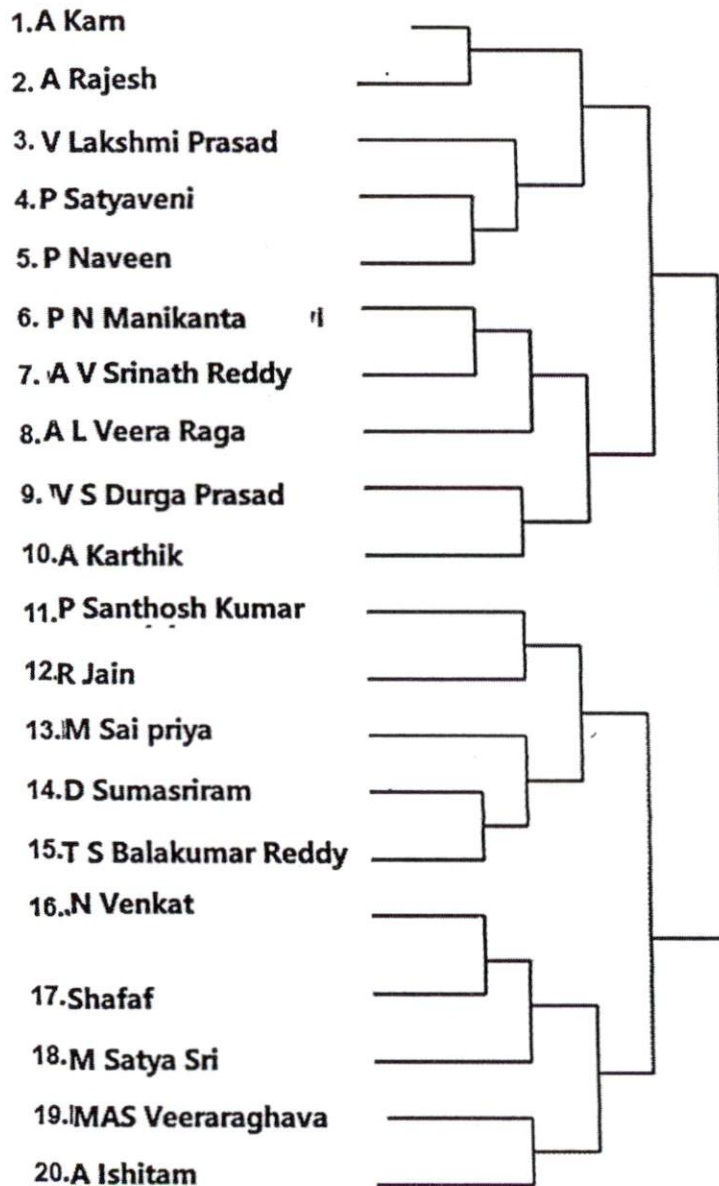 1.A Karn
2. A Rajesh
3. V Lakshmi Prasad
4.P Satyaveni
5. P Naveen
6. P N Manikanta
7. A V Srinath Reddy
8.A L Veera Raga
9. V S Durga Prasad
10.A Karthik
11.P Santhosh Kumar
12.R Jain
13.M Sai priya
14.D Sumasriram
15.T S Balakumar Reddy
16..N Venkat
17.Shafaf
18.M Satya Sri
19.MAS Veeraraghava
20.A Ishitam